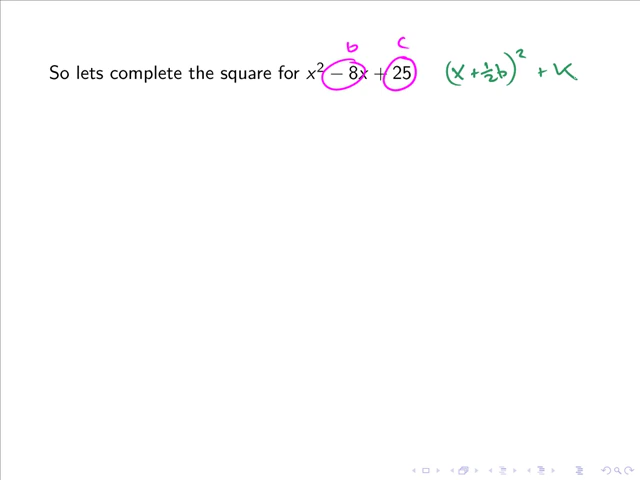 b c
So lets complete the square for x² − 8x + 25 (x + ½b)² + K